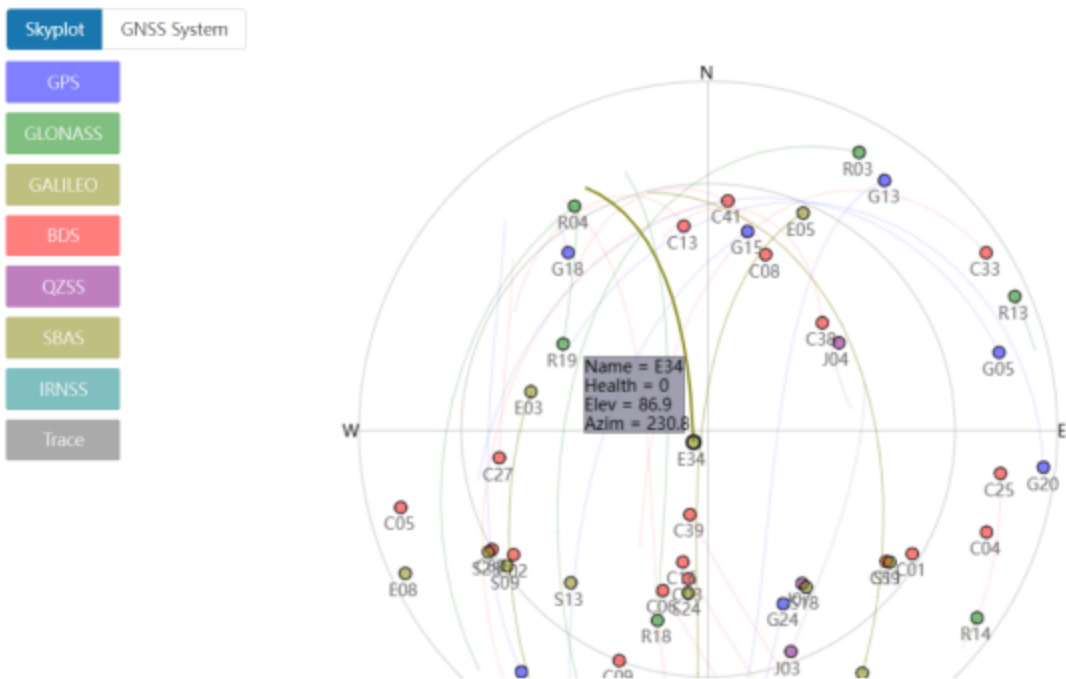 Skyplot GNSS System
GPS
GLONASS
GALILEO
BDS
QZSS
SBAS
IRNSS
Trace
N
R03
G13
R04
C41
C13
G15
E05
G18
C08
C33
R13
C38
J04
R19
G05
Name = E34
Health = 0
Elev = 86.9
Azim = 230.8
E03
W
E
E34
C27
G20
C25
C05
C39
C04
C01
S09
E08
S13
S24
G24
R18
R14
J03
C09